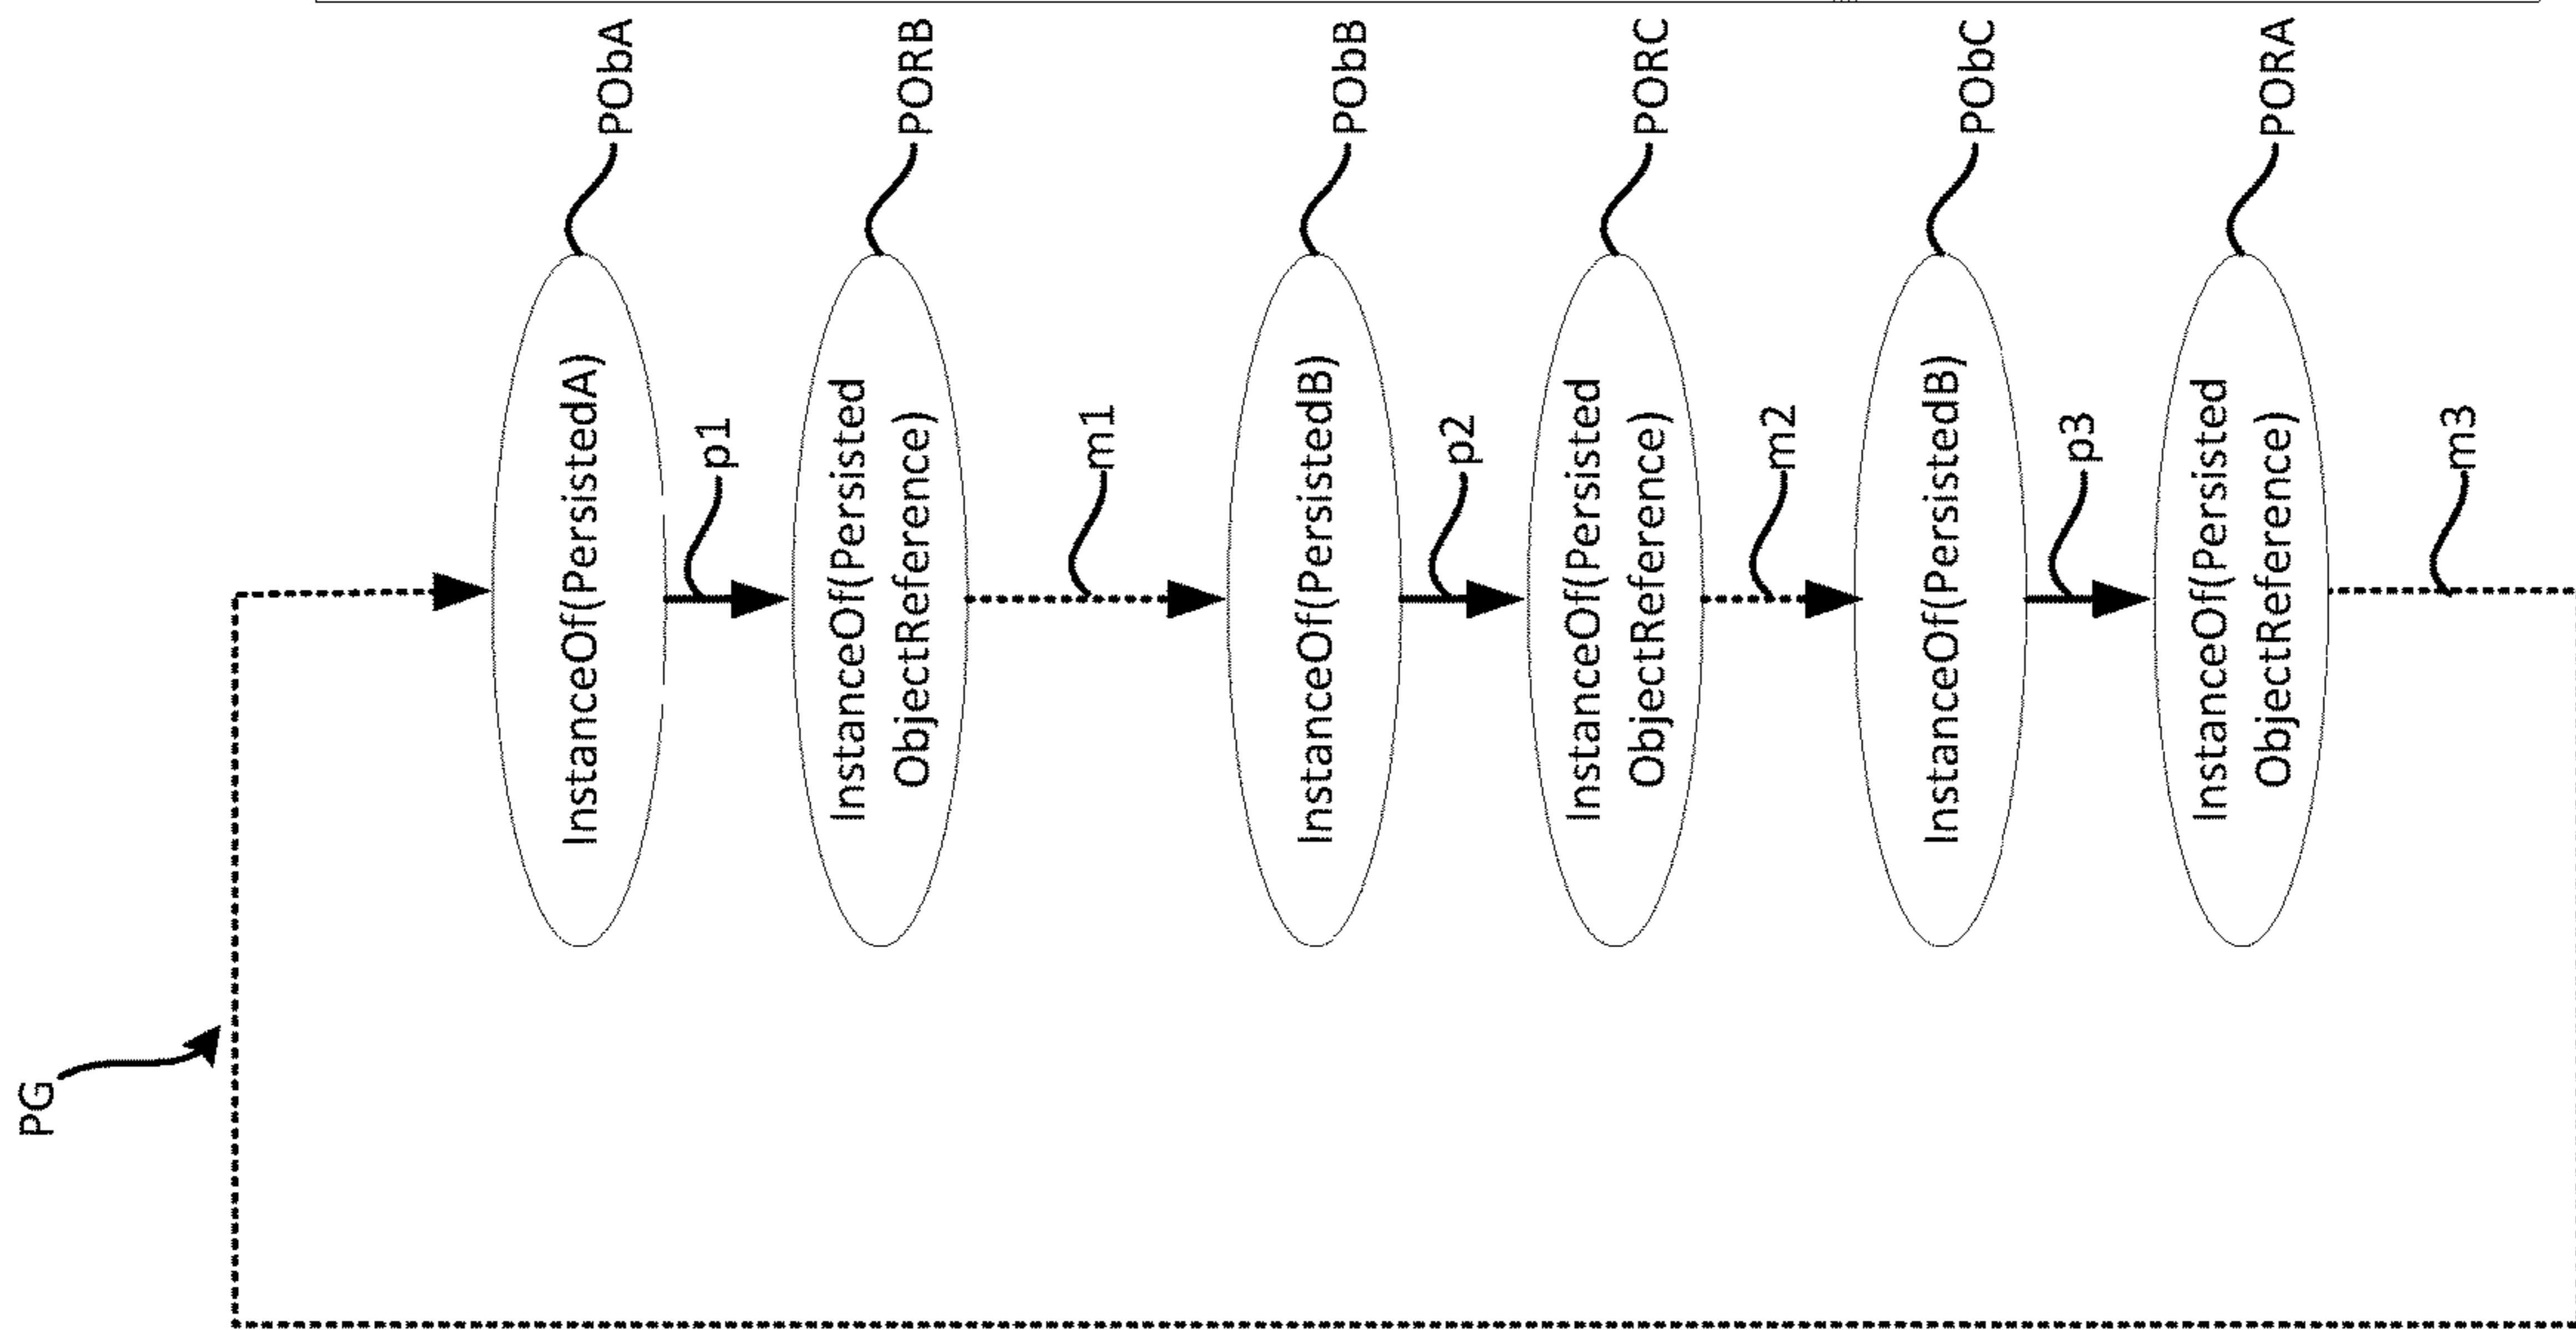 PG
InstanceOf(PersistedA)
PObA
p1
InstanceOf(Persisted
ObjectReference)
PORB
m1
InstanceOf(PersistedB)
PObB
p2
InstanceOf(Persisted
ObjectReference)
PORC
m2
InstanceOf(PersistedB)
PObC
p3
InstanceOf(Persisted
ObjectReference)
PORA
m3